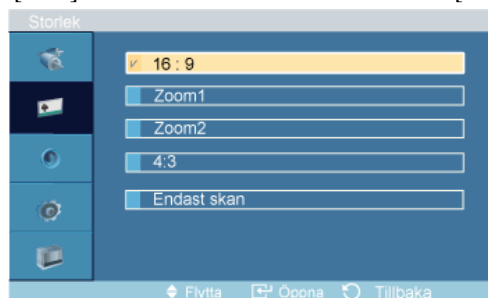 Storlek
16 : 9
Zoom1
Zoom2
4:3
Endast skan
Flytta Öppna Tillbaka